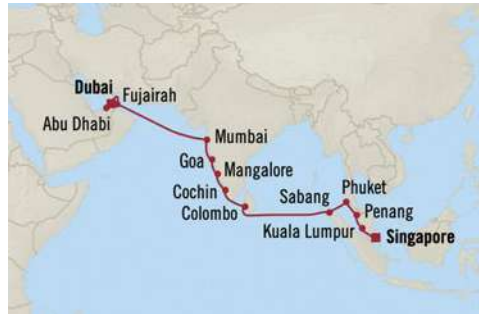 Dubai
Fujairah
Abu Dhabi
Mumbai
Goa
Mangalore
Cochin
Colombo
Sabang
Phuket
Penang
Kuala Lumpur
Singapore